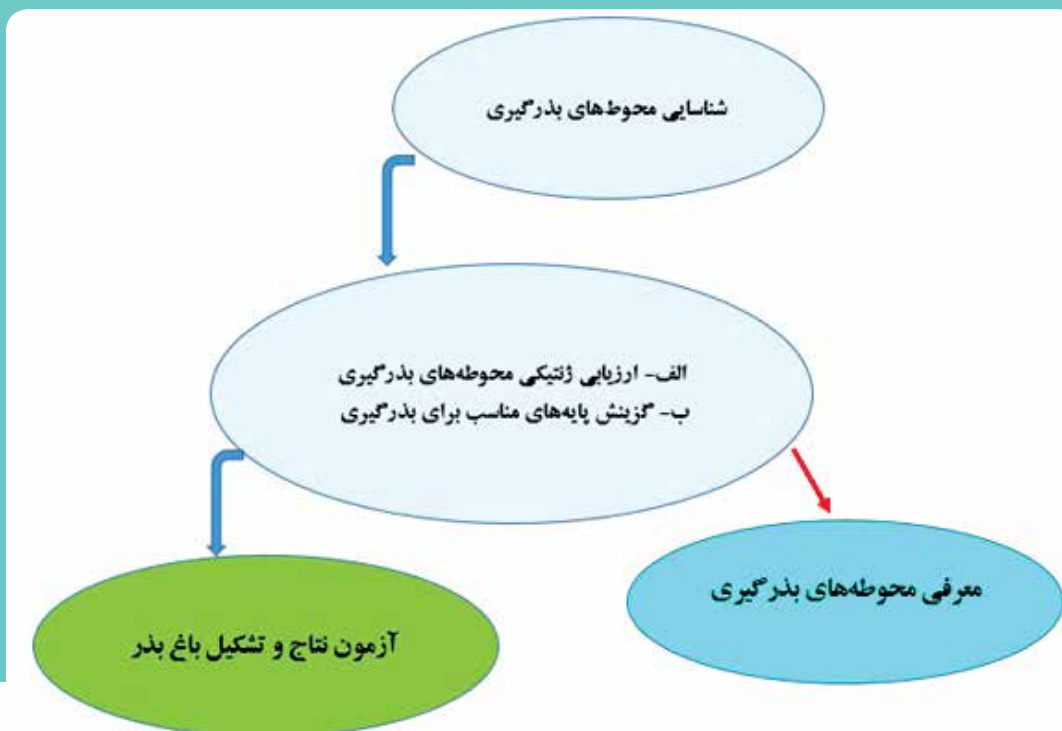 شناسایی محوط‌های بذرگیری
الف- ارزیابی ژنتیکی محوطه‌های بذرگیری
ب- گزینش پایه‌های مناسب برای بذرگیری
معرفی محوطه‌های بذرگیری
آزمون نتاج و تشکیل باغ بذر